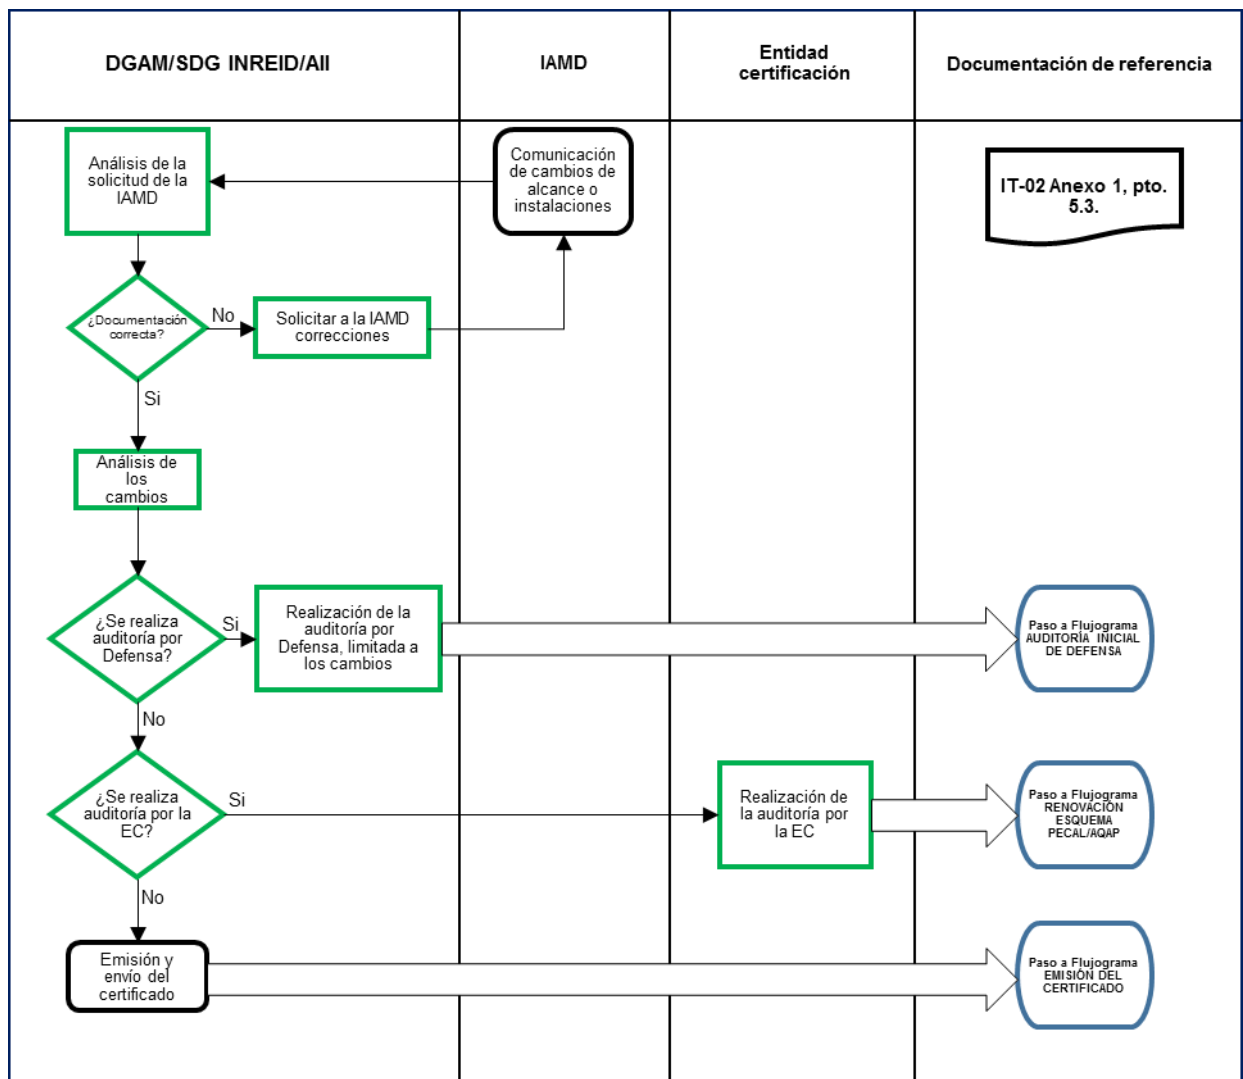 DGAM/SDG INREID/AII
IAMD
Entidad
certificación
Documentación de referencia
Análisis de la
solicitud de la
IAMD
Comunicación
de cambios de
alcance o
instalaciones
IT-02 Anexo 1, pto.
5.3.
¿Documentación
correcta?
No
Solicitar a la IAMD
correcciones
Si
Análisis de
los
cambios
¿Se realiza
auditoría por
Defensa?
Si
Realización de la
auditoría por
Defensa, limitada a
los cambios
Paso a Flujograma
AUDITORÍA INICIAL
DE DEFENSA
No
¿Se realiza
auditoría por la
EC?
Si
Realización de
la auditoría por
la EC
Paso a Flujograma
RENOVACIÓN
ESQUEMA
PECAL/AQAP
No
Emisión y
envío del
certificado
Paso a Flujograma
EMISIÓN DEL
CERTIFICADO